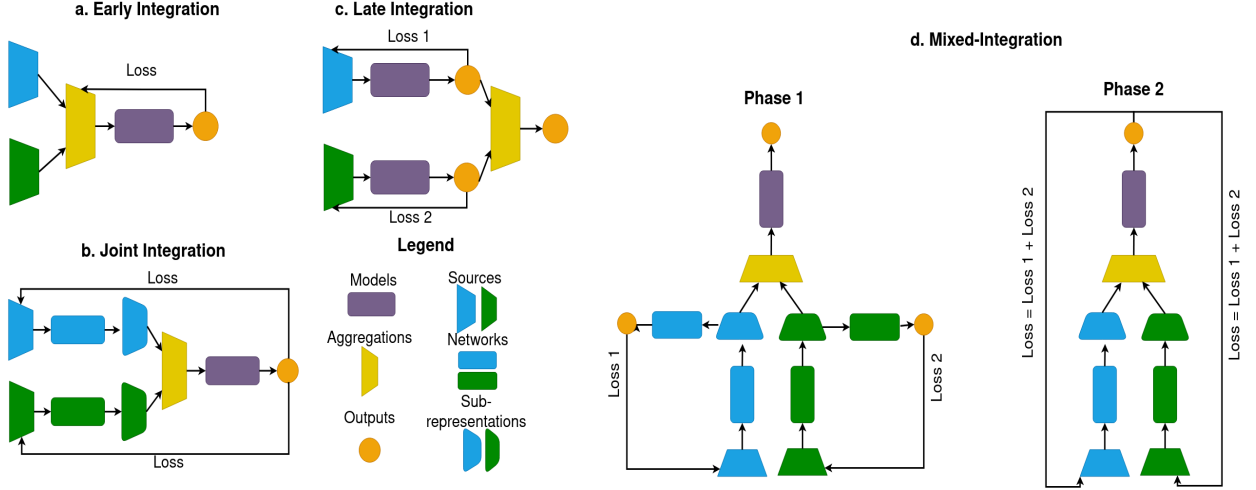 a. Early Integration
Loss
c. Late Integration
Loss 1
Loss 2
b. Joint Integration
Loss
Loss
Legend
Models
Sources
Aggregations
Networks
Outputs
Sub-
representations
d. Mixed-Integration
Phase 1
Loss 1
Loss 2
Phase 2
Loss = Loss 1 + Loss 2
Loss = Loss 1 + Loss 2